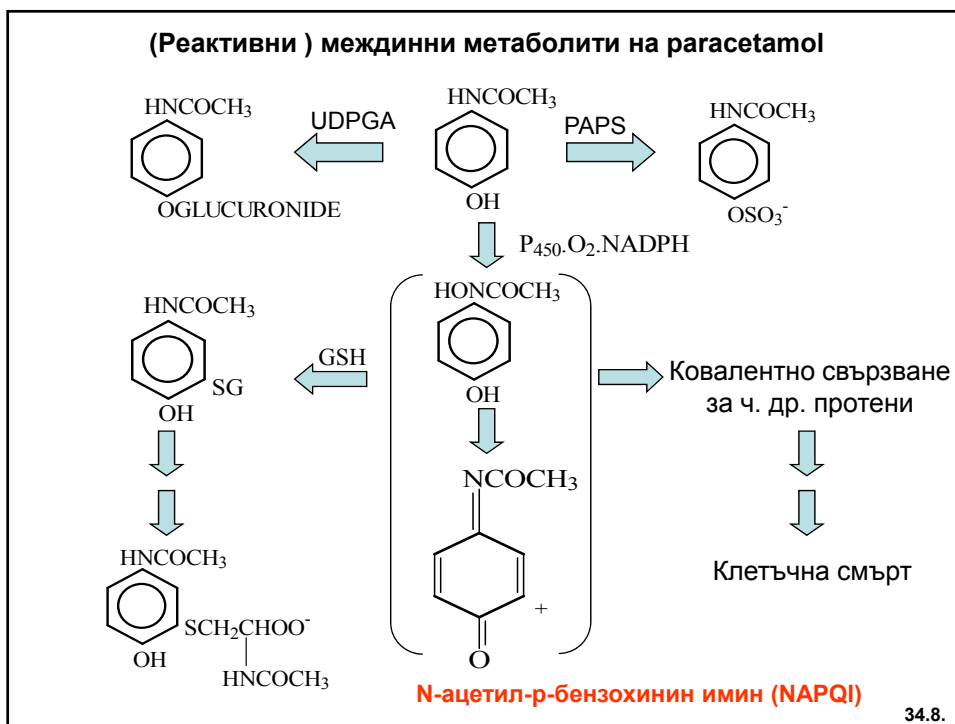 (Реактивни ) междинни метаболити на paracetamol
HNCOCH₃
OGLUCURONIDE
UDPGA
HNCOCH₃
OH
PAPS
HNCOCH₃
OSO₃⁻
P₄₅₀.O₂.NADPH
HNCOCH₃
SG
OH
GSH
HONCOCH₃
OH
Ковалентно свързване
за ч. др. протени
NCOCH₃
+
O
Клетъчна смърт
HNCOCH₃
SCH₂CHOO⁻
OH
HNCOCH₃
N-ацетил-р-бензохинин имин (NAPQI)
34.8.